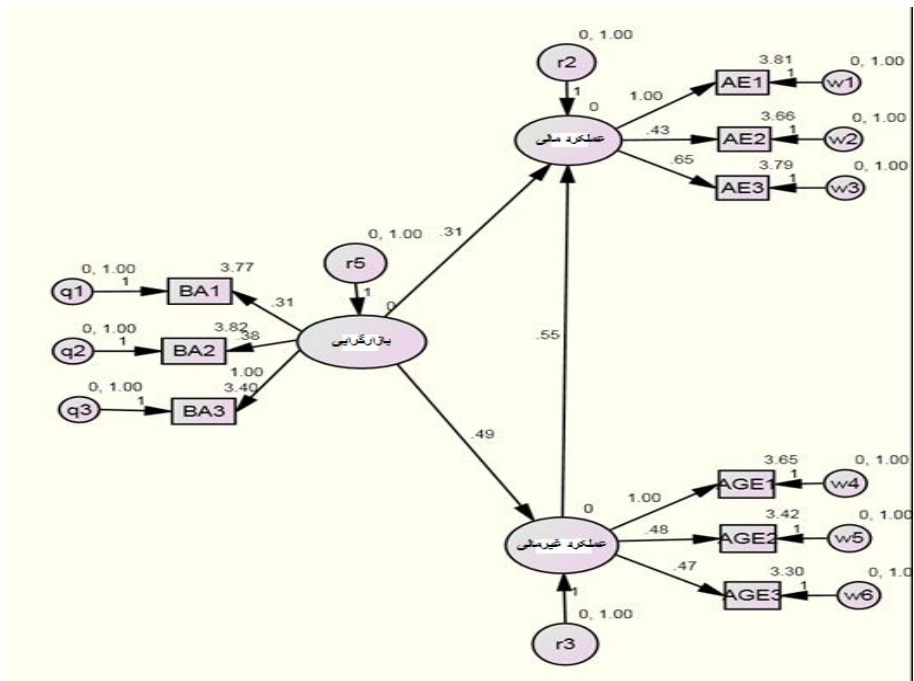 0, 1.00
r2
1
0
عملکرد مالی
1.00
.43
.65
3.81
AE1
1
0, 1.00
w1
3.66
AE2
1
0, 1.00
w2
3.79
AE3
1
0, 1.00
w3
.31
0, 1.00
r5
1
0
بازارگرایی
0, 1.00
q1
1
3.77
BA1
.31
0, 1.00
q2
1
3.82
BA2
.38
0, 1.00
q3
1
1.00
3.40
BA3
.55
.49
0
عملکرد غیرمالی
1.00
.48
.47
3.65
AGE1
1
0, 1.00
w4
3.42
AGE2
1
0, 1.00
w5
3.30
AGE3
1
0, 1.0
w6
1
0, 1.00
r3